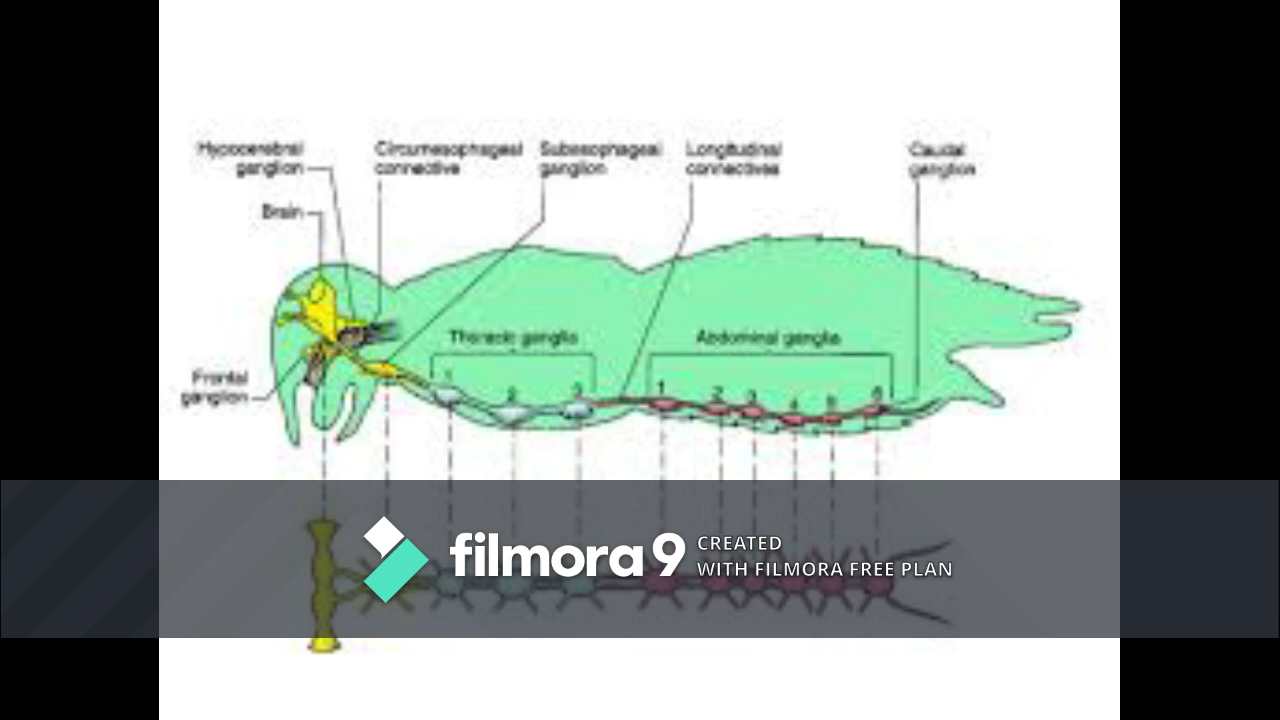 Hypocerebral
ganglion
Circumesophageal
connective
Subesophageal
ganglion
Longitudinal
connectives
Caudal
ganglion
Brain
Thoracic ganglia
Abdominal ganglia
Frontal
ganglion
1 2 3
1 2 3 4 5 6
filmora 9
CREATED
WITH FILMORA FREE PLAN